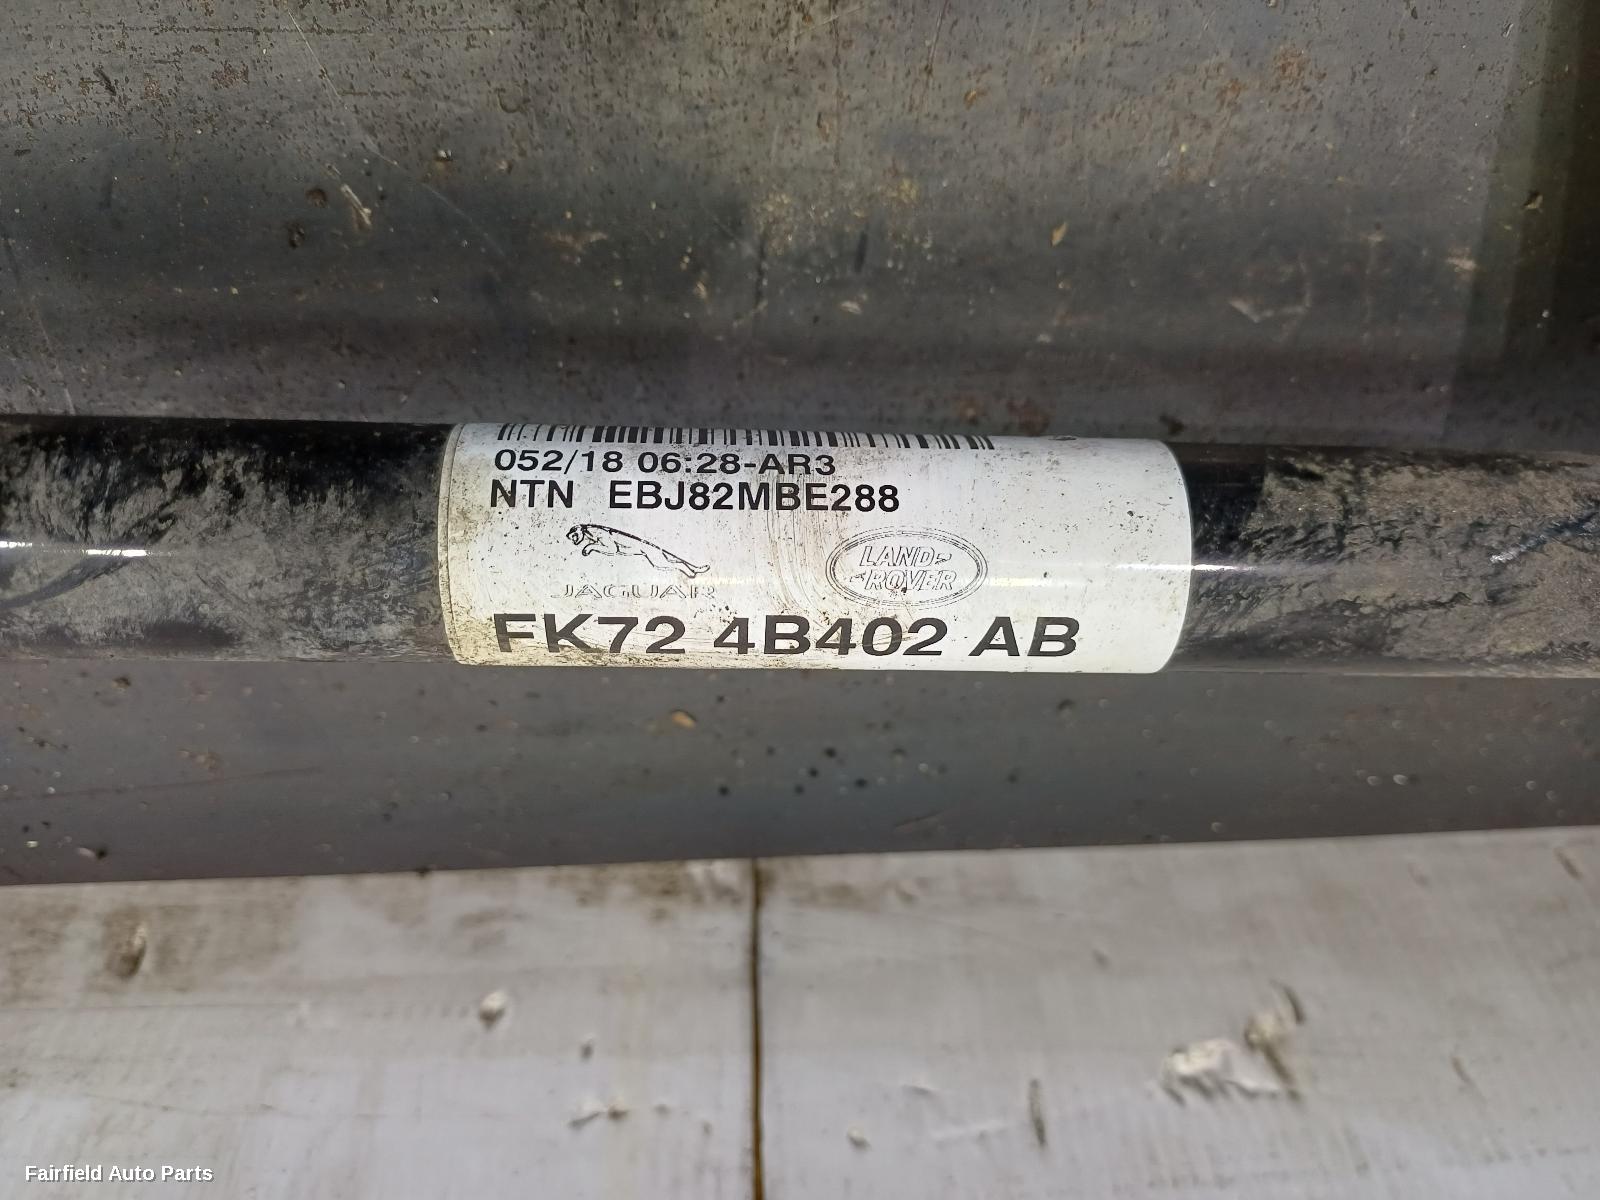 052/18 06:28-AR3
NTN EBJ82MBE288
JAGUAR
LAND-
-ROVER
FK72 4B402 AB
Fairfield Auto Parts